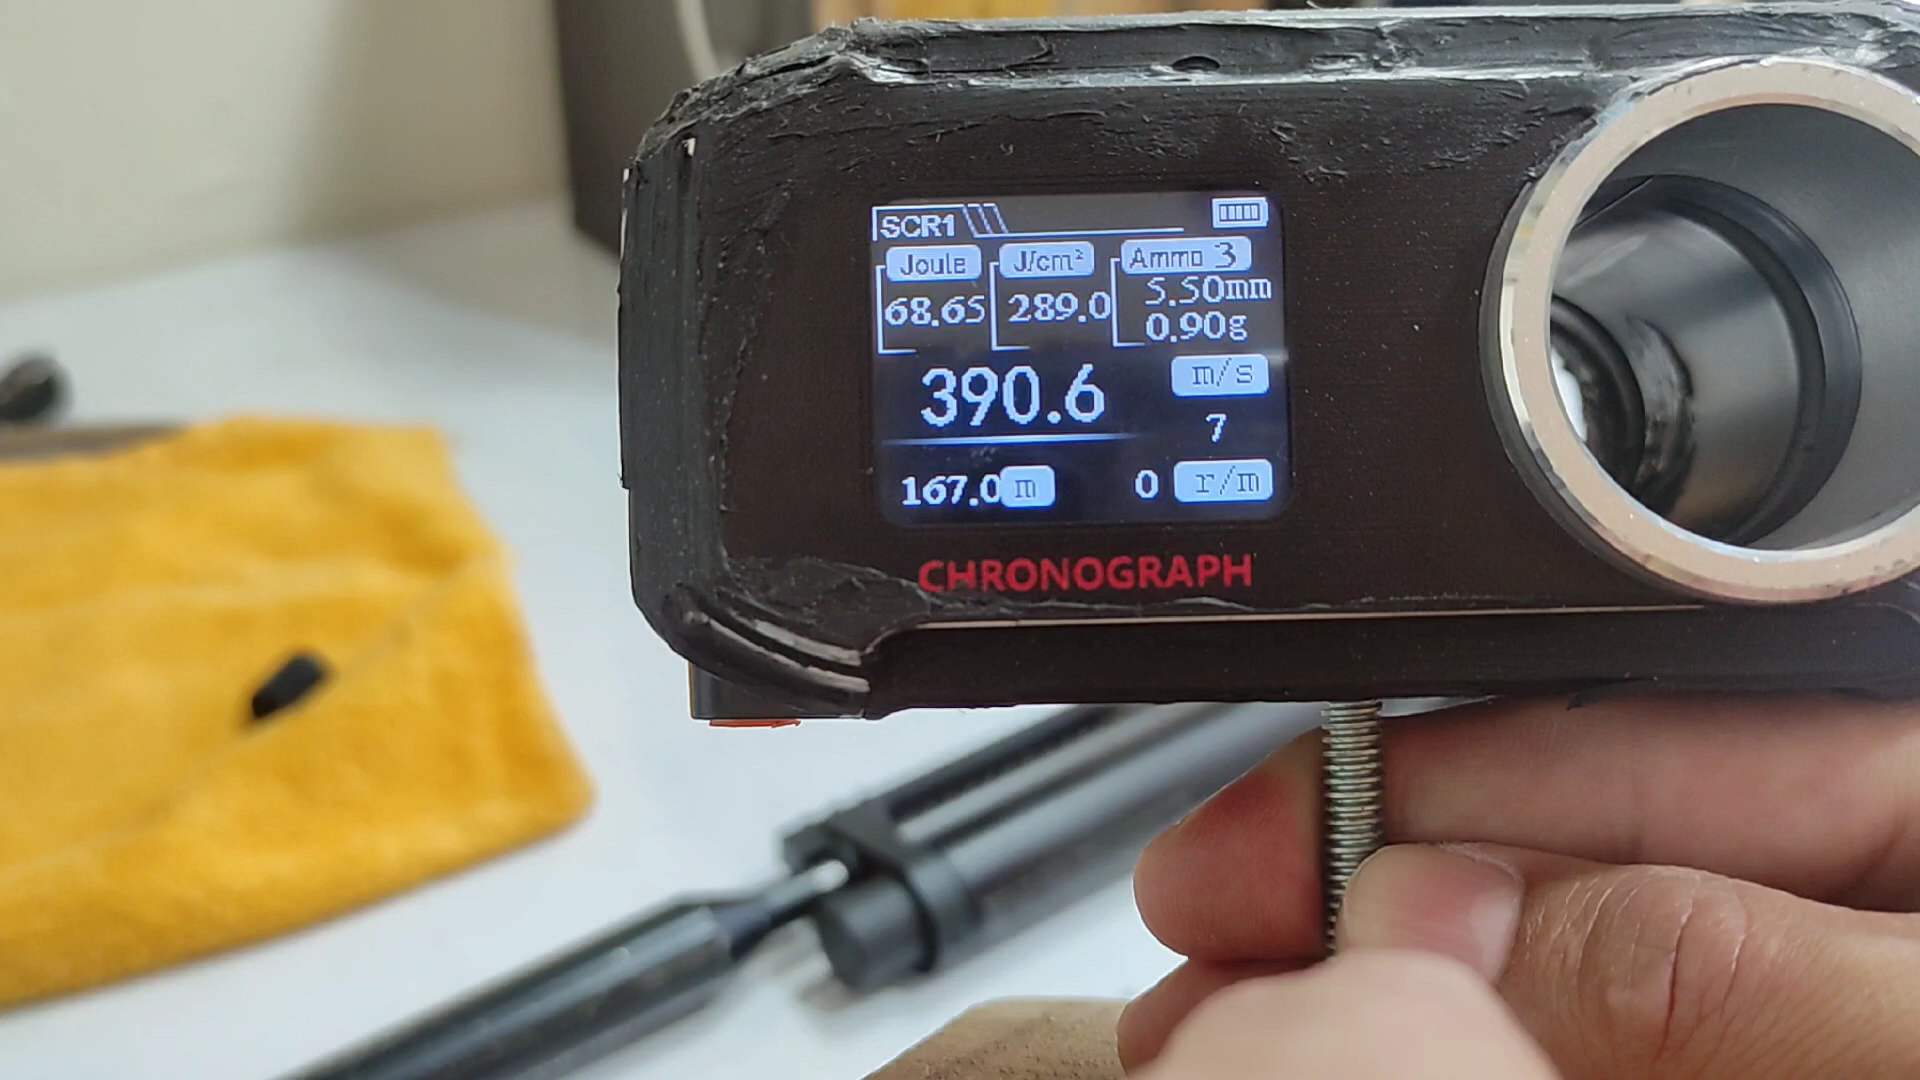 SCR1
Joule J/cm² Ammo 3
68.65 289.0 5.50mm
0.90g
390.6 m/s
7
167.0 m 0 r/m
CHRONOGRAPH